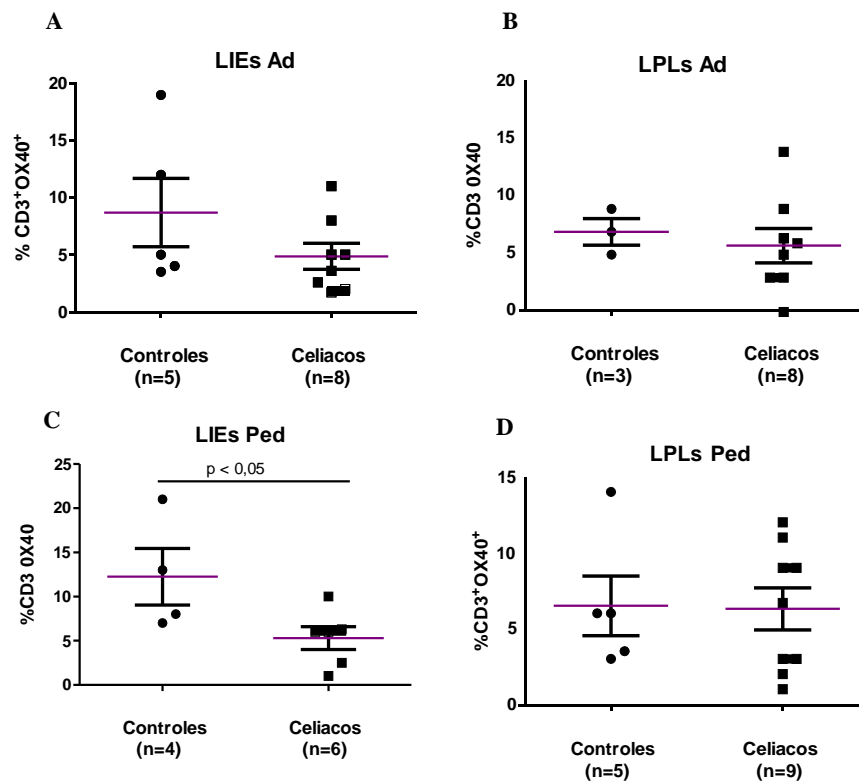 A
LIEs Ad
% CD3+OX40+
20
15
10
5
0
Controles
(n=5)
Celiacos
(n=8)
B
LPLs Ad
%CD3 0X40
20
15
10
5
0
Controles
(n=3)
Celiacos
(n=8)
C
LIEs Ped
p < 0,05
%CD3 0X40
25
20
15
10
5
0
Controles
(n=4)
Celiacos
(n=6)
D
LPLs Ped
%CD3+OX40+
15
10
5
0
Controles
(n=5)
Celiacos
(n=9)